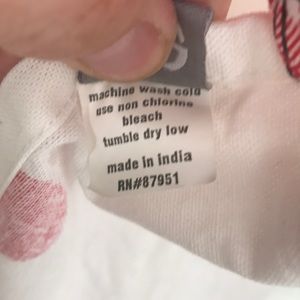 S
machine wash cold
use non chlorine
bleach
tumble dry low
made in india
RN#87951